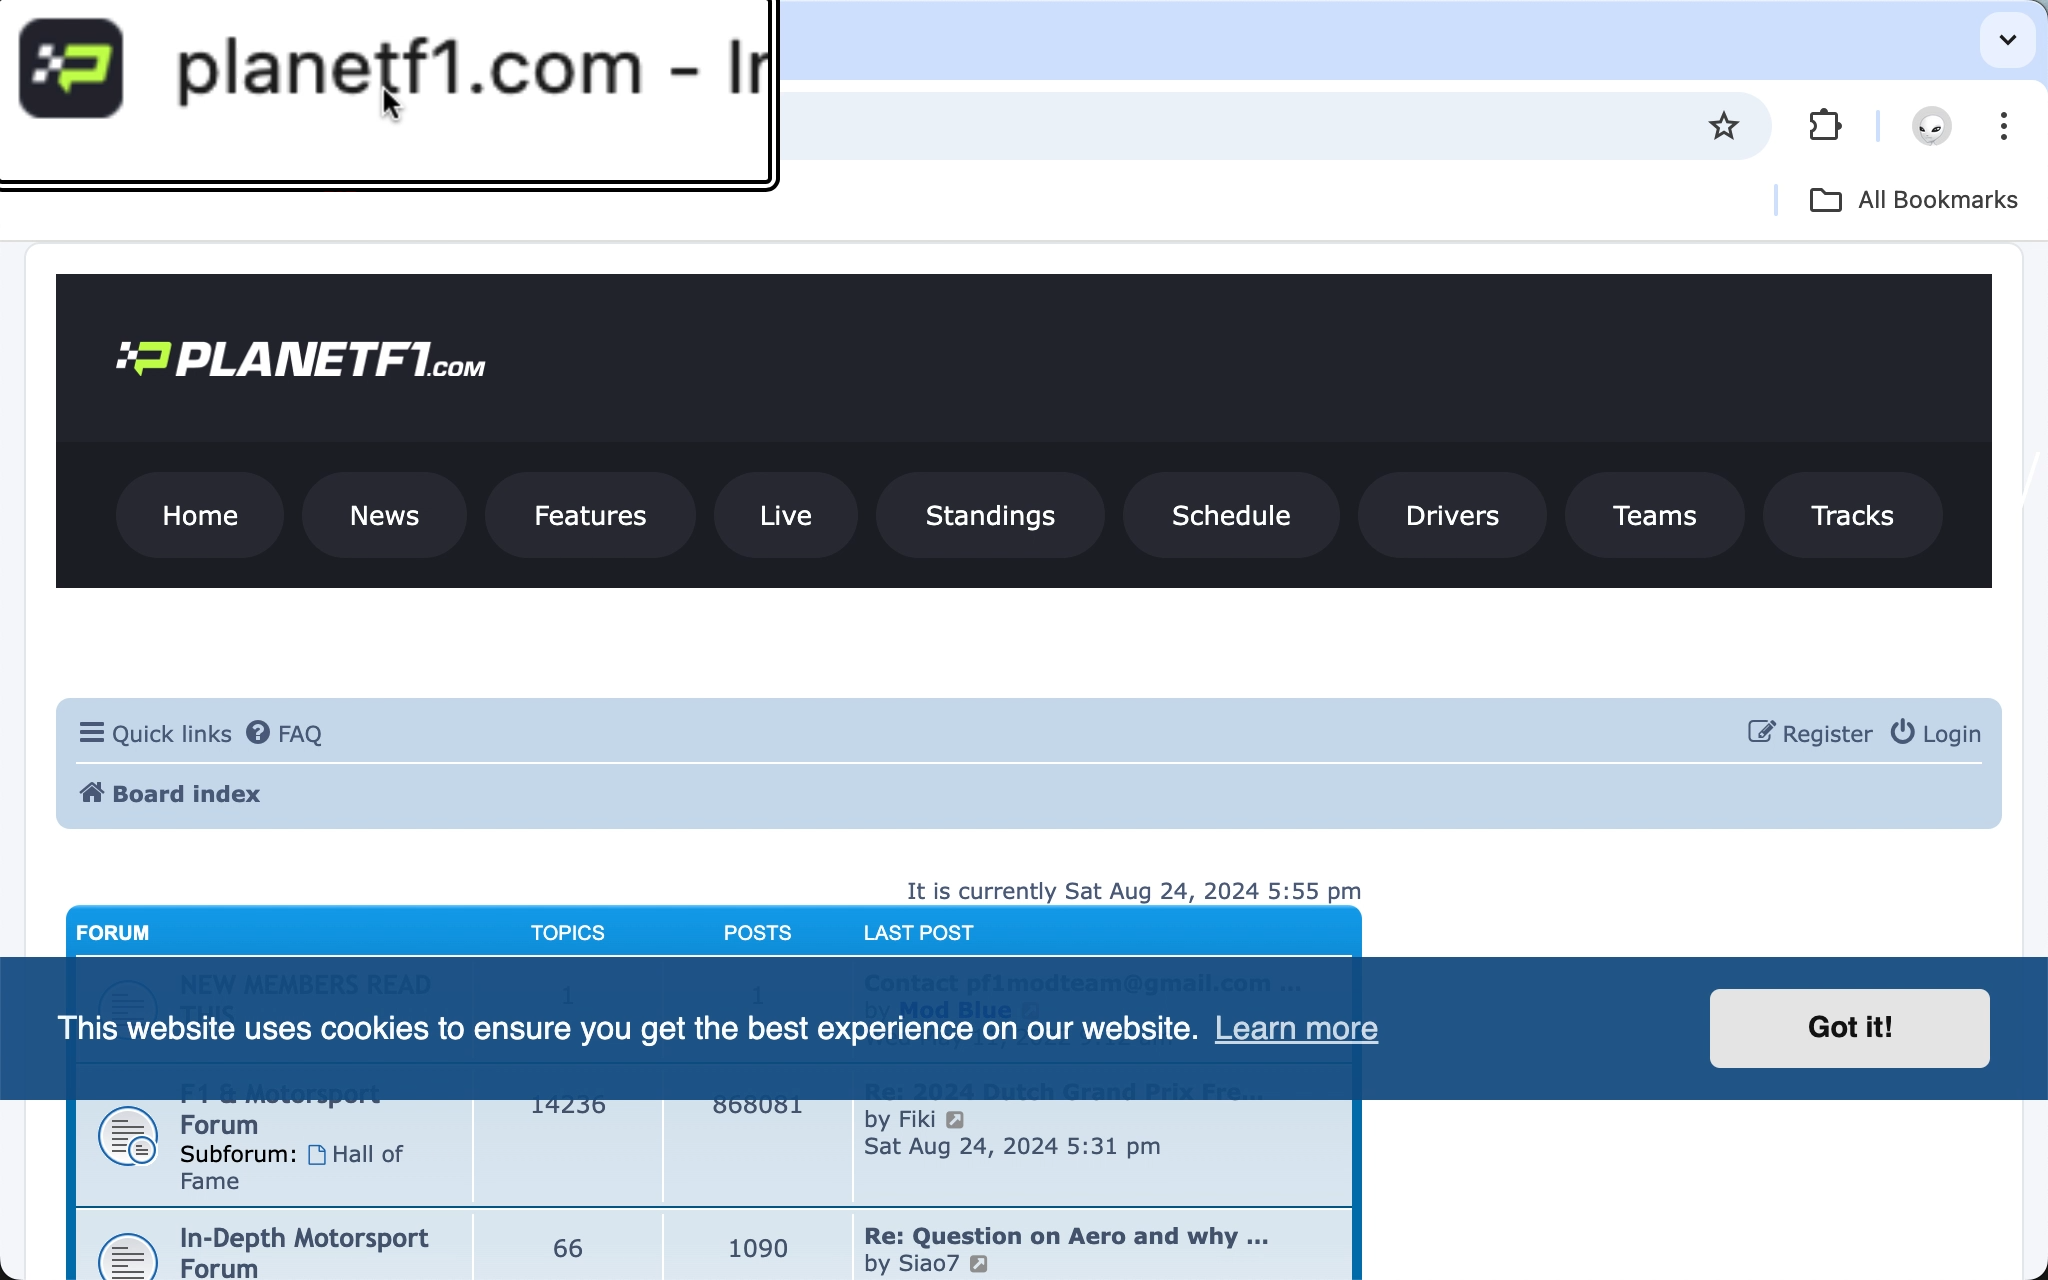 planetf1.com - In
All Bookmarks
PLANETF1.COM
Home News Features Live Standings Schedule Drivers Teams Tracks
Quick links FAQ Register Login
Board index
It is currently Sat Aug 24, 2024 5:55 pm
FORUM TOPICS POSTS LAST POST
NEW MEMBERS READ THIS 1 1 Contact pf1modteam@gmail.com ...
by Mod Blue
This website uses cookies to ensure you get the best experience on our website. Learn more Got it!
F1 & Motorsport Forum 14236 868081 Re: 2024 Dutch Grand Prix Fre...
by Fiki
Subforum: Hall of Fame Sat Aug 24, 2024 5:31 pm
In-Depth Motorsport Forum 66 1090 Re: Question on Aero and why ...
by Siao7